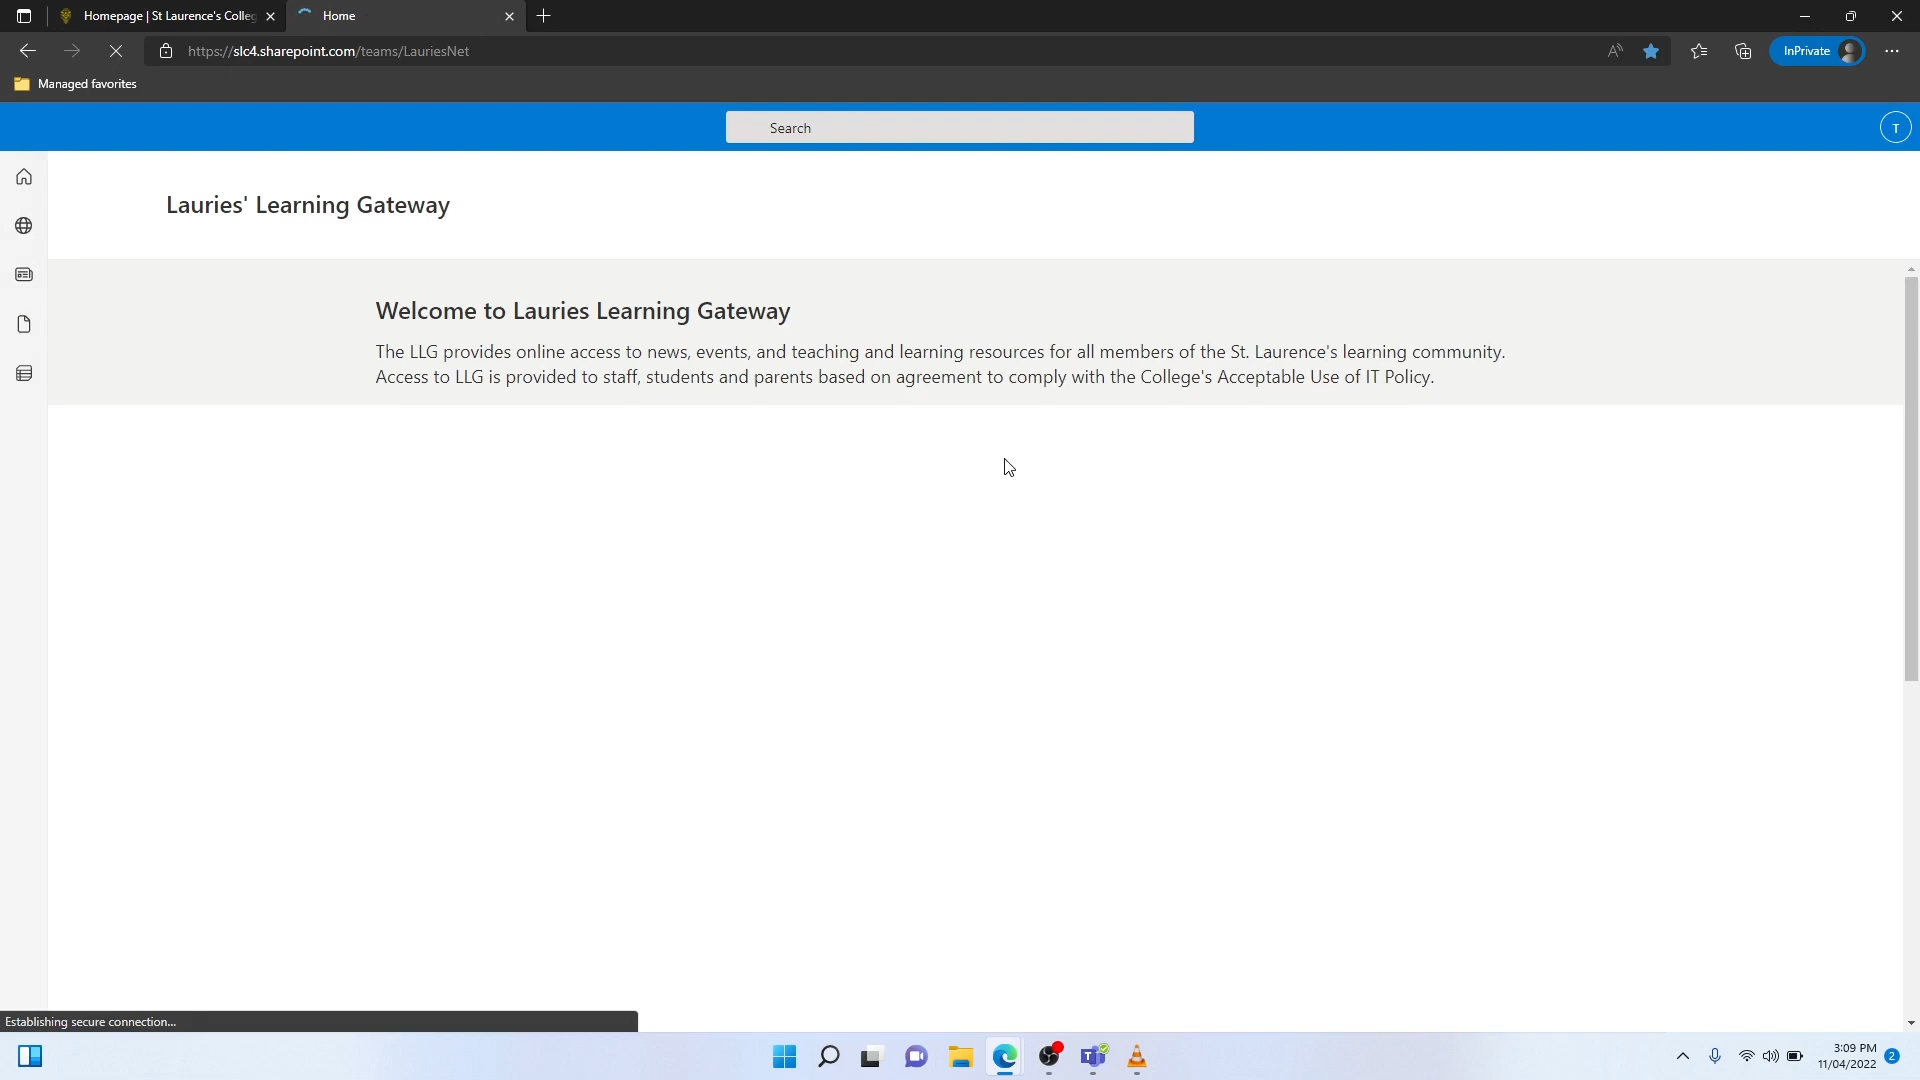 Homepage | St Laurence's Colleg
Home
https://slc4.sharepoint.com/teams/LauriesNet
InPrivate
Managed favorites
Search
T
Lauries' Learning Gateway
Welcome to Lauries Learning Gateway
The LLG provides online access to news, events, and teaching and learning resources for all members of the St. Laurence's learning community.
Access to LLG is provided to staff, students and parents based on agreement to comply with the College's Acceptable Use of IT Policy.
Establishing secure connection...
3:09 PM
11/04/2022
2